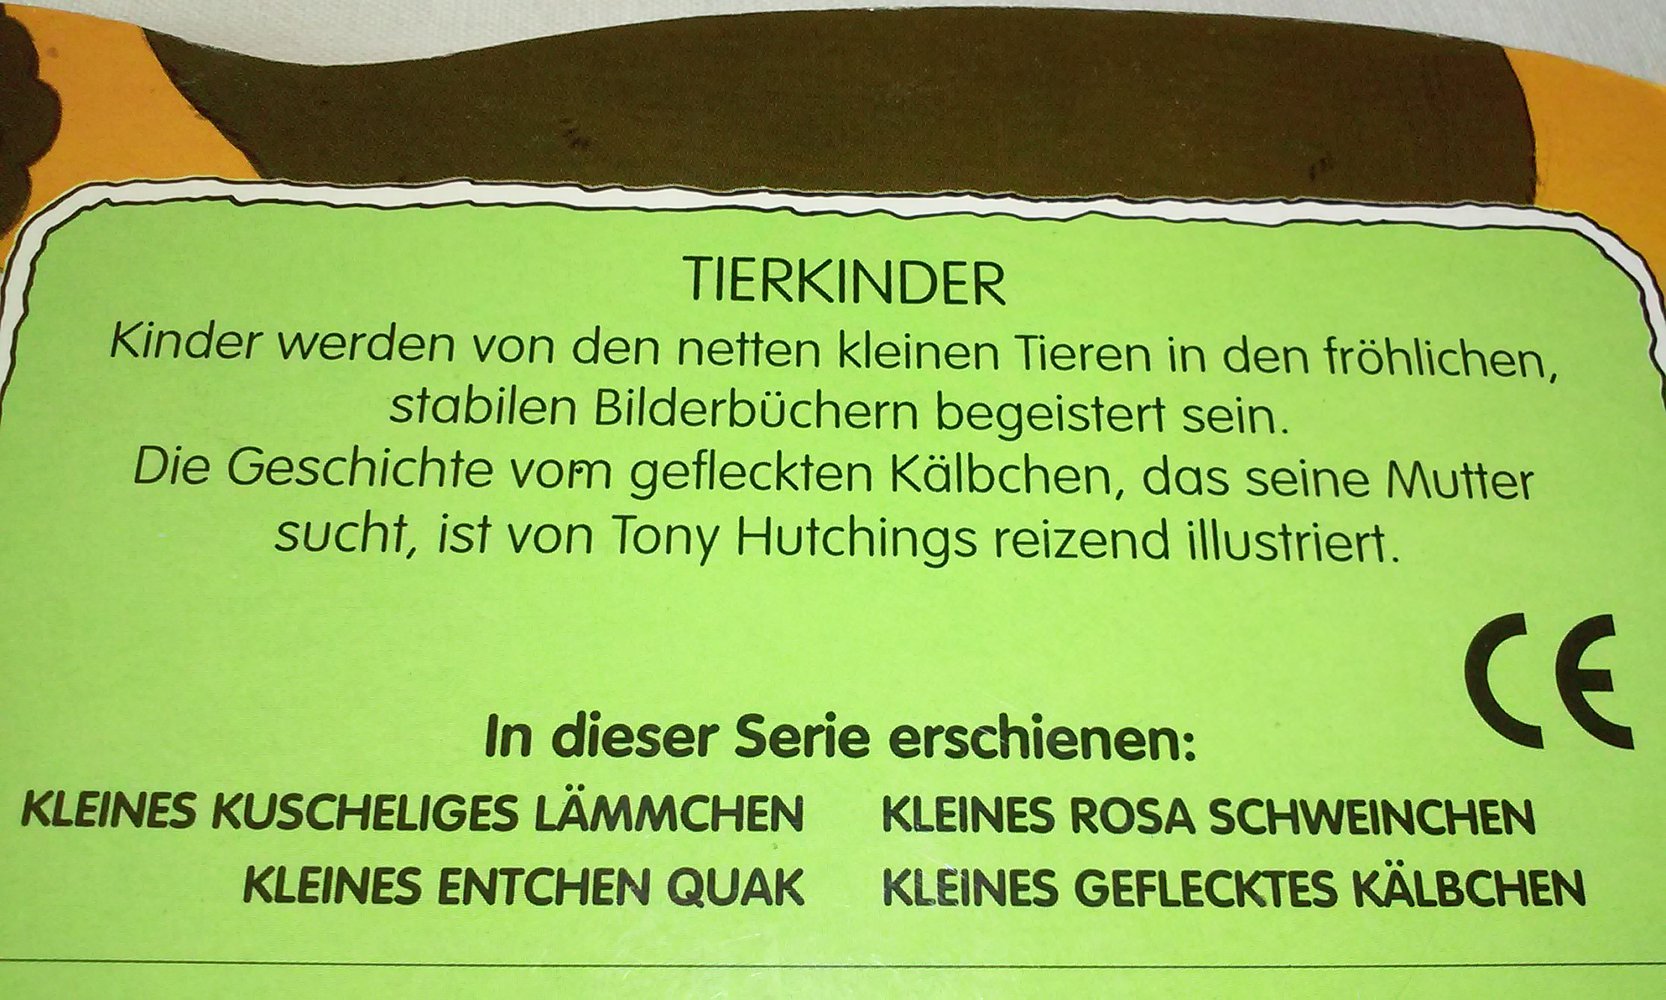 TIERKINDER
Kinder werden von den netten kleinen Tieren in den fröhlichen,
stabilen Bilderbüchern begeistert sein.
Die Geschichte vom gefleckten Kälbchen, das seine Mutter
sucht, ist von Tony Hutchings reizend illustriert.
CE
In dieser Serie erschienen:
KLEINES KUSCHELIGES LÄMMCHEN KLEINES ROSA SCHWEINCHEN
KLEINES ENTCHEN QUAK KLEINES GEFLECKTES KÄLBCHEN